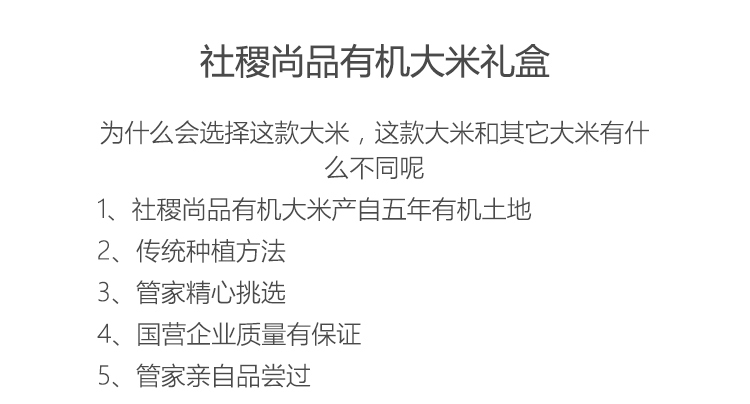 社稷尚品有机大米礼盒
为什么会选择这款大米，这款大米和其它大米有什
么不同呢
1、社稷尚品有机大米产自五年有机土地
2、传统种植方法
3、管家精心挑选
4、国营企业质量有保证
5、管家亲自品尝过